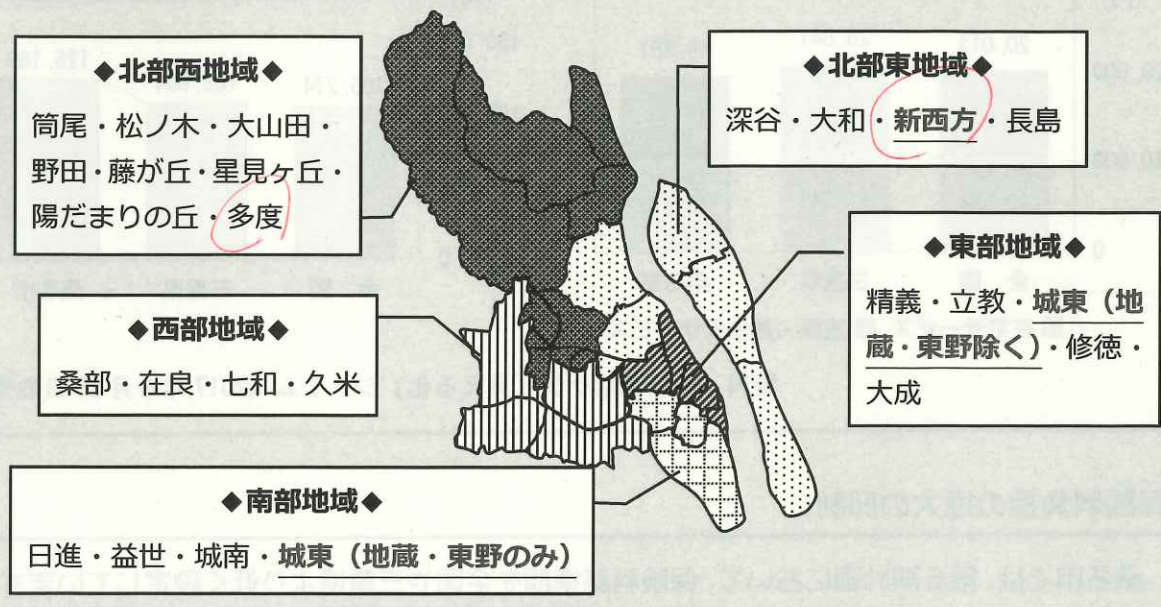 ◆北部西地域◆
筒尾・松ノ木・大山田・
野田・藤が丘・星見ヶ丘・
陽だまりの丘・多度
◆北部東地域◆
深谷・大和・新西方・長島
◆東部地域◆
精義・立教・城東（地
蔵・東野除く）・修徳・
大成
◆西部地域◆
桑部・在良・七和・久米
◆南部地域◆
日進・益世・城南・城東（地蔵・東野のみ）